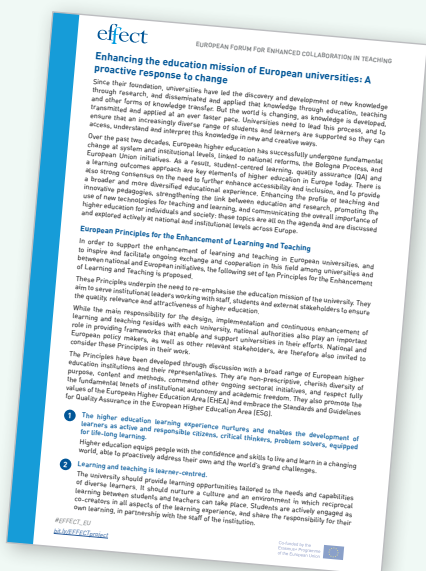 effect
EUROPEAN FORUM FOR ENHANCED COLLABORATION IN TEACHING
Enhancing the education mission of European universities: A
proactive response to change
Since their foundation, universities have led the discovery and development of new knowledge
through research, and disseminated and applied that knowledge through education, teaching
and other forms of knowledge transfer. But the world is changing, as knowledge is developed,
transmitted and applied at an ever faster pace. Universities need to lead this process, and to
ensure that an increasingly diverse range of students and learners are supported so they can
access, understand and interpret this knowledge in new and creative ways.
Over the past two decades, European higher education has successfully undergone fundamental
change at system and institutional levels, linked to national reforms, the Bologna Process, and
European Union initiatives. As a result, student-centred learning, quality assurance (QA) and
a learning outcomes approach are key elements of higher education in Europe today. There is
also strong consensus on the need to further enhance accessibility and inclusion, and to provide
a broader and more diversified educational experience. Enhancing the profile of teaching and
innovative pedagogies, strengthening the link between education and research, promoting the
use of new technologies for teaching and learning, and communicating the overall importance of
higher education for individuals and society: these topics are all on the agenda and are discussed
and explored actively at national and institutional levels across Europe.
European Principles for the Enhancement of Learning and Teaching
In order to support the enhancement of learning and teaching in European universities, and
to inspire and facilitate ongoing exchange and cooperation in this field among universities and
between national and European initiatives, the following set of ten Principles for the Enhancement
of Learning and Teaching is proposed.
These Principles underpin the need to re-emphasise the education mission of the university. They
aim to serve institutional leaders working with staff, students and external stakeholders to ensure
the quality, relevance and attractiveness of higher education.
While the main responsibility for the design, implementation and continuous enhancement of
learning and teaching resides with each university, national authorities also play an important
role in providing frameworks that enable and support universities in their efforts. National and
European policy makers, as well as other relevant stakeholders, are therefore also invited to
consider these Principles in their work.
The Principles have been developed through discussion with a broad range of European higher
education institutions and their representatives. They are non-prescriptive, cherish diversity of
purpose, content and methods, commend other ongoing sectoral initiatives, and respect fully
the fundamental tenets of institutional autonomy and academic freedom. They also promote the
values of the European Higher Education Area (EHEA) and embrace the Standards and Guidelines
for Quality Assurance in the European Higher Education Area (ESG).
1 The higher education learning experience nurtures and enables the development of
learners as active and responsible citizens, critical thinkers, problem solvers, equipped
for life-long learning.
Higher education equips people with the confidence and skills to live and learn in a changing
world, able to proactively address their own and the world's grand challenges.
2 Learning and teaching is learner-centred.
The university should provide learning opportunities tailored to the needs and capabilities
of diverse learners. It should nurture a culture and an environment in which reciprocal
learning between students and teachers can take place. Students are actively engaged as
co-creators in all aspects of the learning experience, and share the responsibility for their
own learning, in partnership with the staff of the institution.
#EFFECT_EU
bit.ly/EFFECTproject
Co-funded by the
Erasmus+ Programme
of the European Union